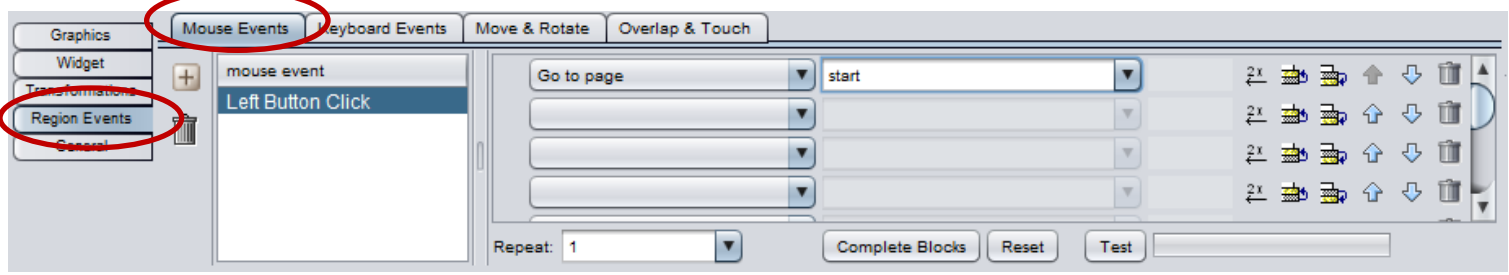 Graphics
Widget
Transformations
Region Events
General
Mouse Events
Keyboard Events
Move & Rotate
Overlap & Touch
mouse event
Left Button Click
Go to page
start
2x
2x
2x
2x
Repeat:
1
Complete Blocks
Reset
Test